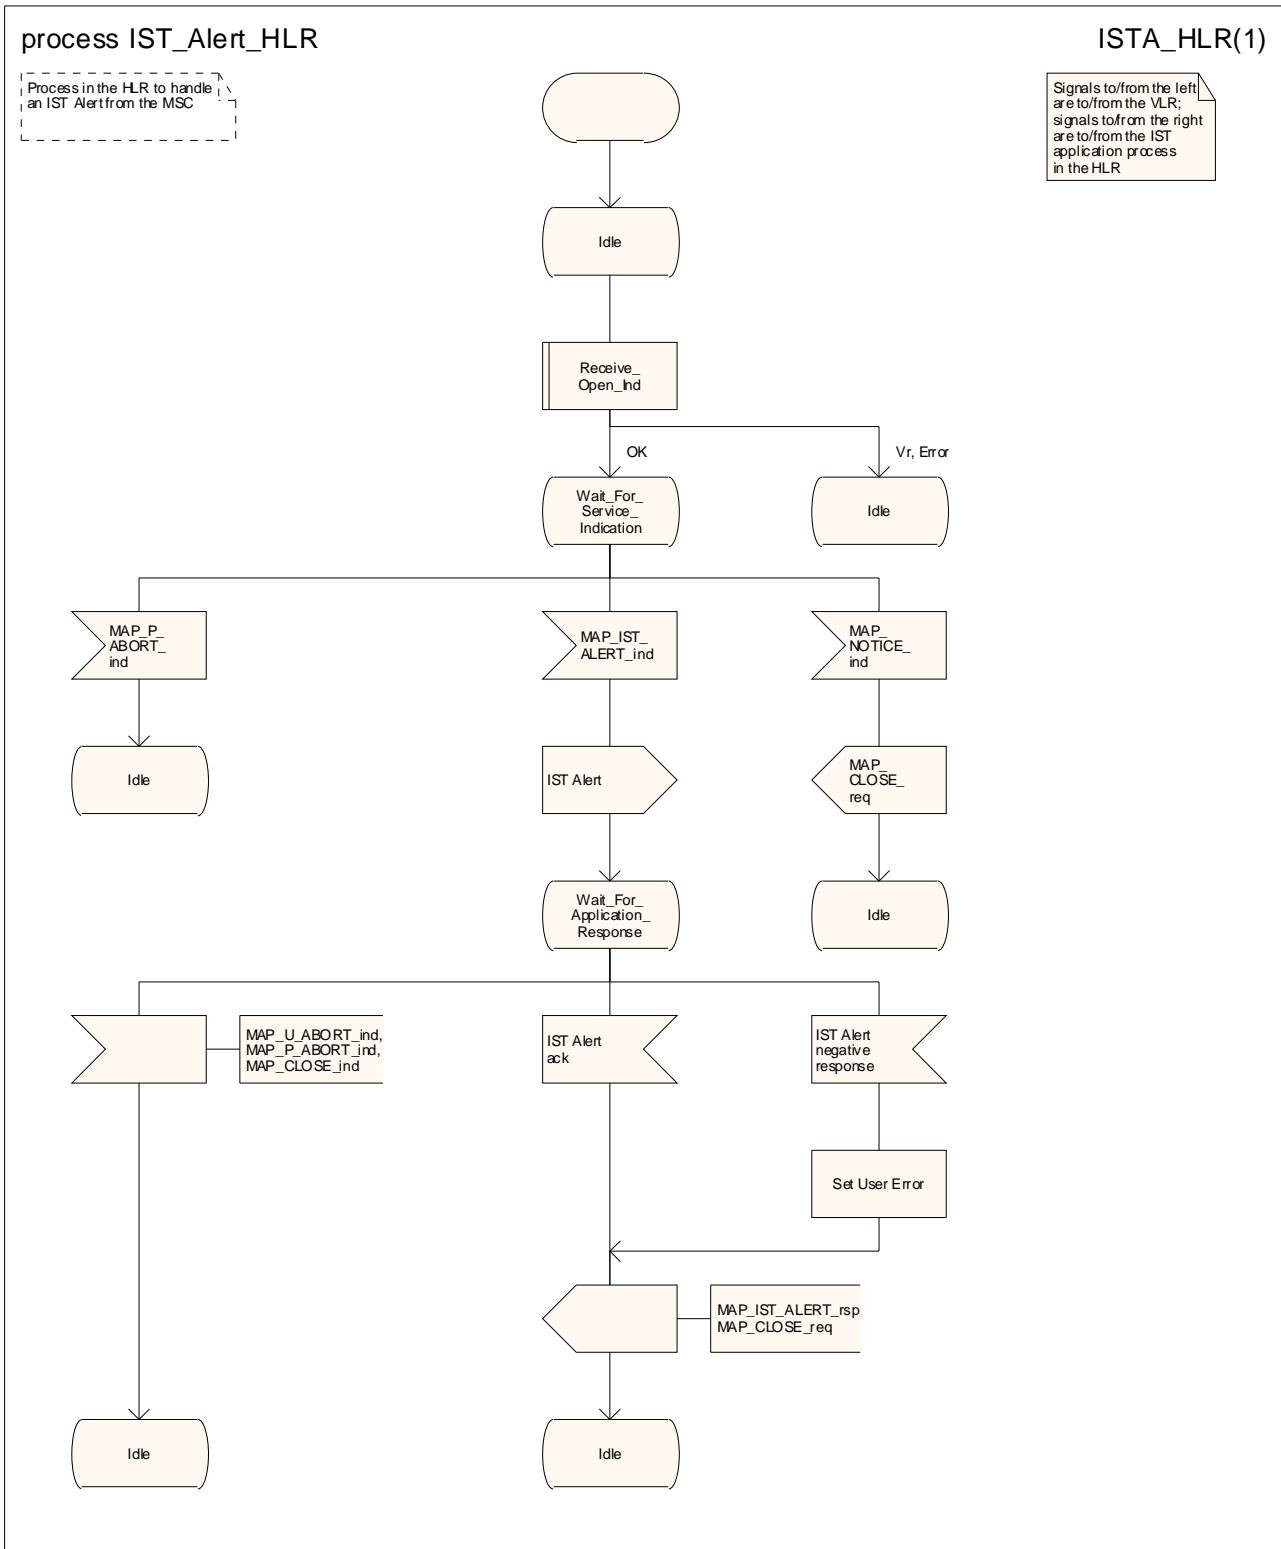 process IST_Alert_HLR
ISTA_HLR(1)
Process in the HLR to handle
an IST Alert from the MSC
Signals to/from the left
are to/from the VLR;
signals to/from the right
are to/from the IST
application process
in the HLR
Idle
Receive_
Open_Ind
OK
Vr, Error
Wait_For_
Service_
Indication
Idle
MAP_P_
ABORT_
ind
MAP_IST_
ALERT_ind
MAP_
NOTICE_
ind
Idle
IST Alert
MAP_
CLOSE_
req
Wait_For_
Application_
Response
Idle
MAP_U_ABORT_ind,
MAP_P_ABORT_ind,
MAP_CLOSE_ind
IST Alert
ack
IST Alert
negative
response
Set User Error
MAP_IST_ALERT_rsp
MAP_CLOSE_req
Idle
Idle